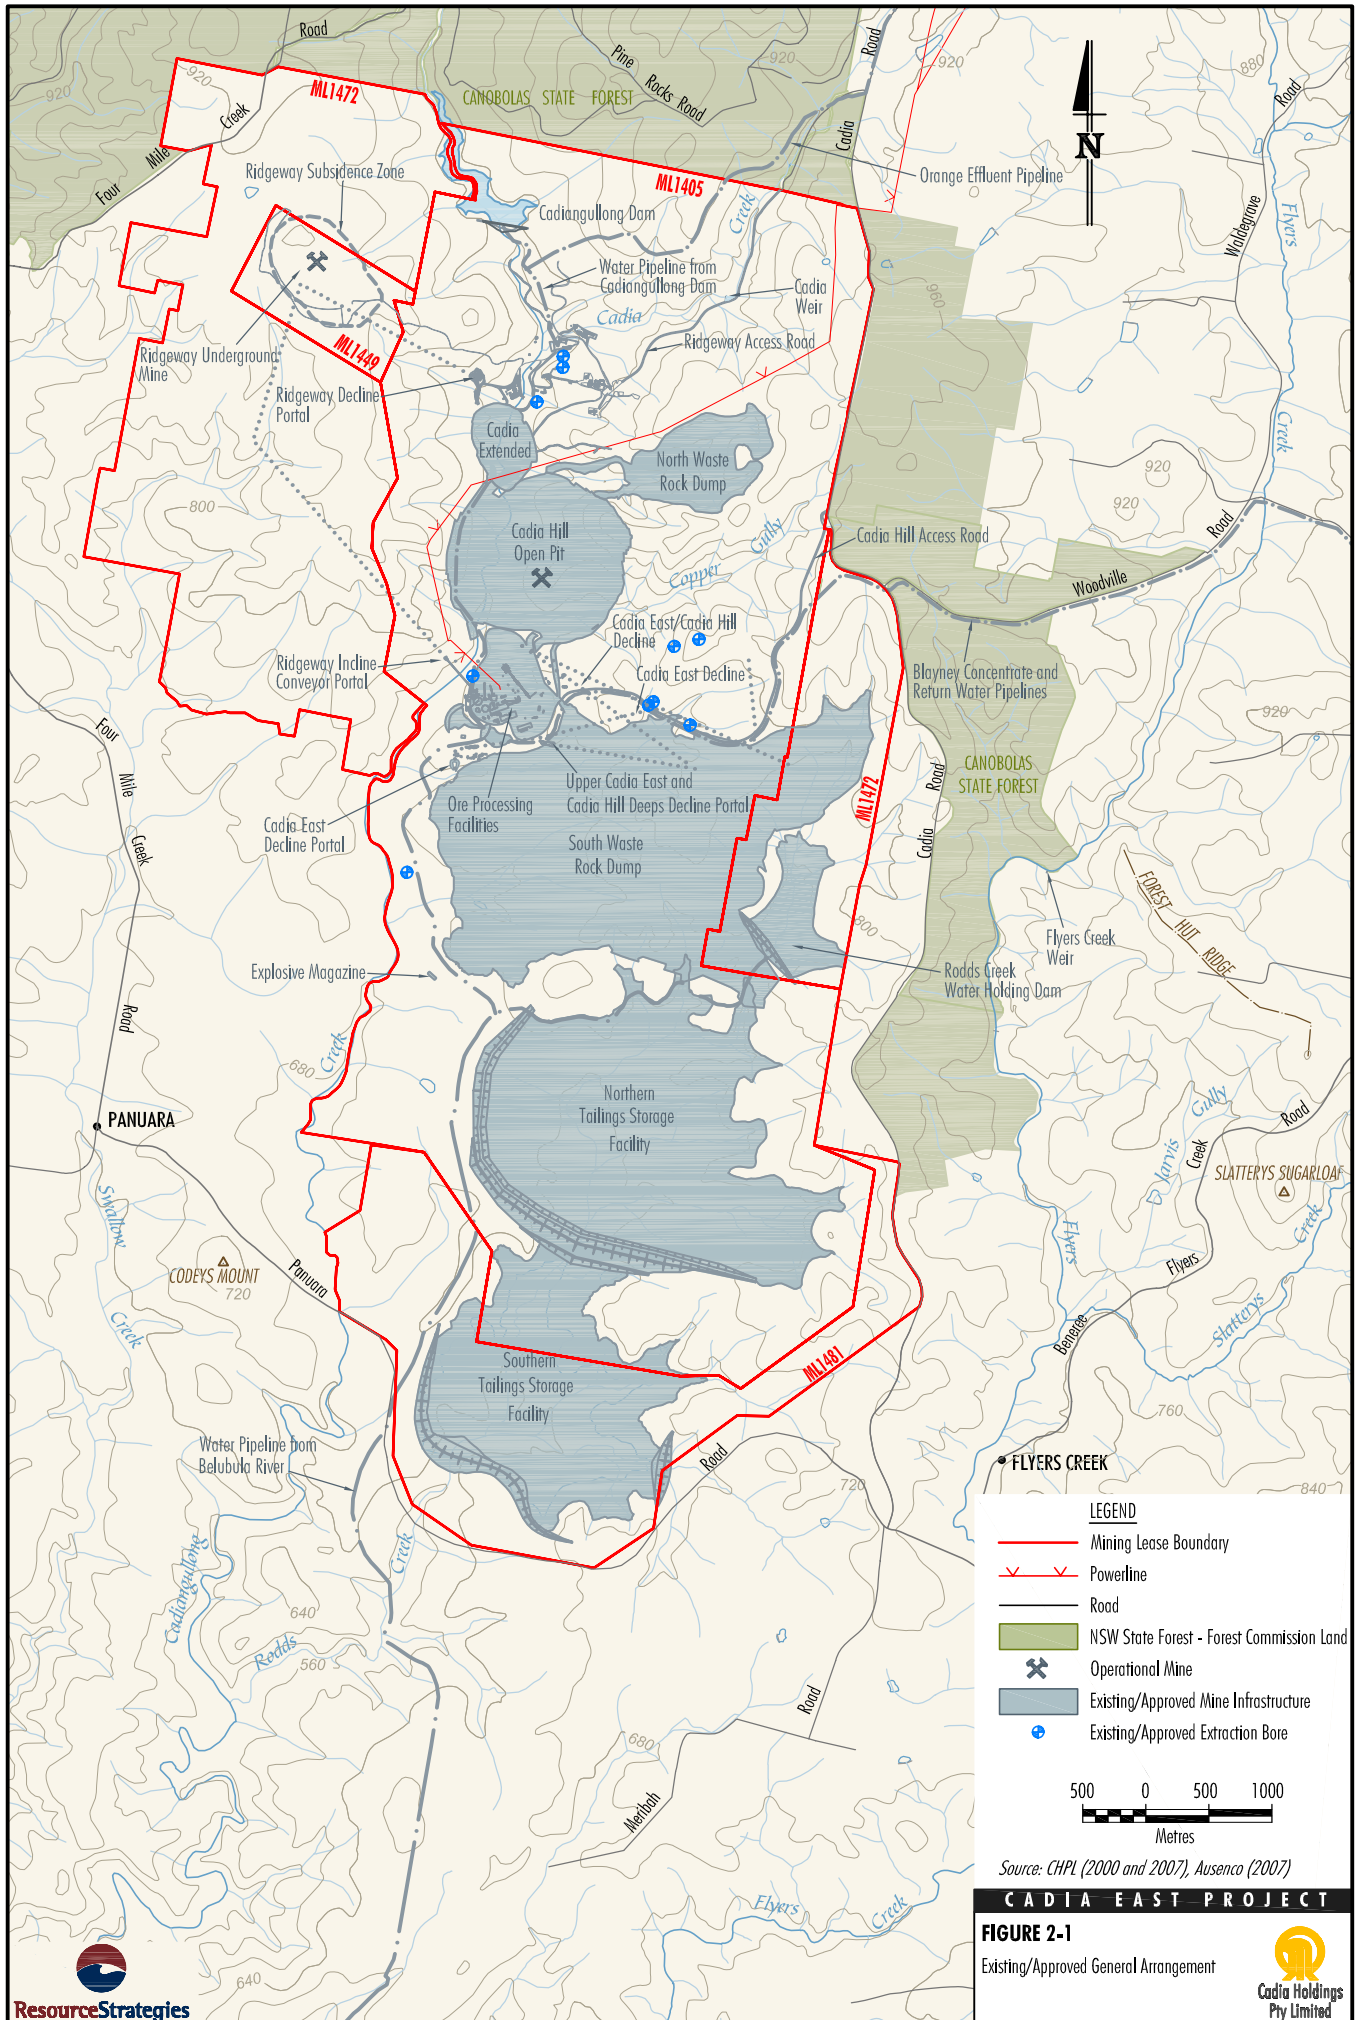 Road
920
920
ML1472
Creek
Mile
Four
CANOBOLAS STATE FOREST
Pine
Rocks Road
Road
920
880
Road
Cadia
N
Orange Effluent Pipeline
Ridgeway Subsidence Zone
ML1405
Creek
Cadiangullong Dam
Waldegrave
Flyers
Creek
Water Pipeline from
Cadiangullong Dam
Cadia
Weir
Cadia
960
Ridgeway Access Road
ML1449
Ridgeway Underground
Mine
Ridgeway Decline
Portal
Cadia
Extended
North Waste
Rock Dump
920
920
800
Cadia Hill
Open Pit
Gully
Copper
Cadia Hill Access Road
Road
Woodville
Cadia East/Cadia Hill
Decline
Cadia East Decline
Ridgeway Incline
Conveyor Portal
Blayney Concentrate and
Return Water Pipelines
920
Four
Mile
Creek
Road
CANOBOLAS
STATE FOREST
Road
Cadia
ML1472
Upper Cadia East and
Cadia Hill Deeps Decline Portal
Ore Processing
Facilities
Cadia East
Decline Portal
South Waste
Rock Dump
FOREST HUT RIDGE
800
Flyers Creek
Weir
Explosive Magazine
Rodds Creek
Water Holding Dam
680
Creek
Northern
Tailings Storage
Facility
PANUARA
Gully
Jarvis
Creek
Road
SLATTERYS SUGARLOAF
Creek
Swallow
Creek
CODEYS MOUNT
720
Panuara
Flyers
Flyers
Slatterys
Beneree
Southern
Tailings Storage
Facility
ML1481
760
Water Pipeline from
Belubula River
Road
720
FLYERS CREEK
840
Creek
Cadiangullong
Rodds
640
560
LEGEND
Mining Lease Boundary
Powerline
Road
NSW State Forest - Forest Commission Land
Operational Mine
Existing/Approved Mine Infrastructure
Existing/Approved Extraction Bore
Road
680
Meribah
500 0 500 1000
Metres
Source: CHPL (2000 and 2007), Ausenco (2007)
CADIA EAST PROJECT
Flyers
Creek
FIGURE 2-1
Existing/Approved General Arrangement
640
ResourceStrategies
Cadia Holdings
Pty Limited